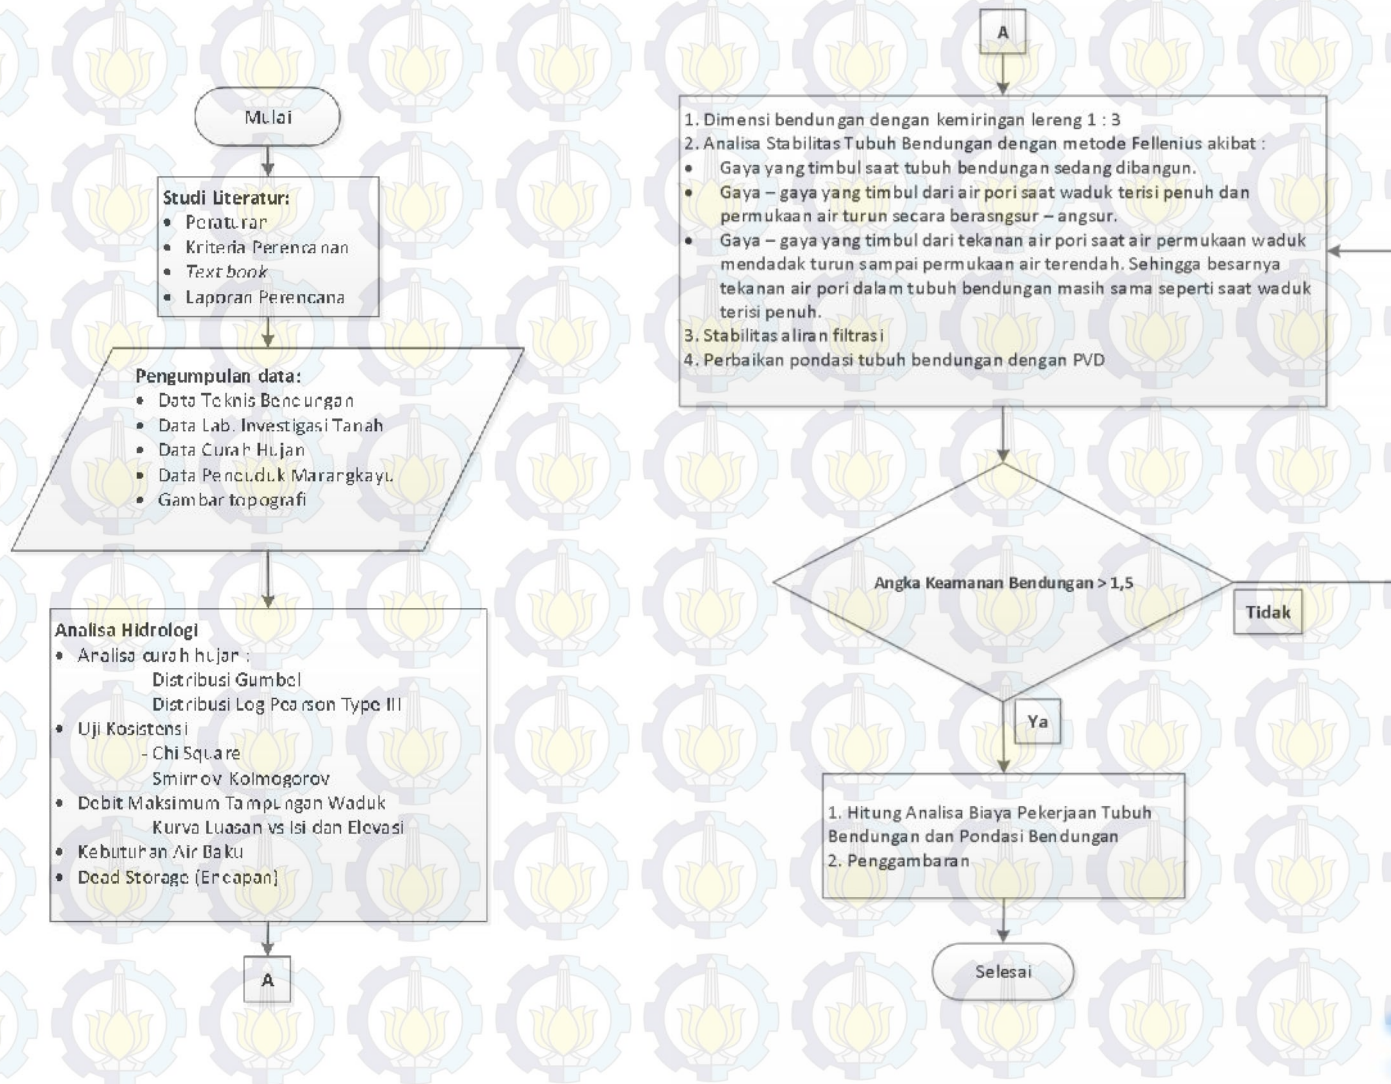 Mulai
Studi Literatur:
• Peraturan
• Kriteria Perencanan
• Text book
• Laporan Perencana
Pengumpulan data:
• Data Teknis Bendungan
• Data Lab. Investigasi Tanah
• Data Curah Hujan
• Data Penduduk Marangkayu
• Gambar topografi
Analisa Hidrologi
• Analisa curah hujan :
Distribusi Gumbel
Distribusi Log Pearson Type III
• Uji Kosistensi
- Chi Square
Smirnov Kolmogorov
• Debit Maksimum Tampungan Waduk
Kurva Luasan vs Isi dan Elevasi
• Kebutuhan Air Baku
• Dead Storage (Endapan)
A
A
1. Dimensi bendungan dengan kemiringan lereng 1 : 3
2. Analisa Stabilitas Tubuh Bendungan dengan metode Fellenius akibat :
• Gaya yang timbul saat tubuh bendungan sedang dibangun.
• Gaya – gaya yang timbul dari air pori saat waduk terisi penuh dan
permukaan air turun secara berasngsur – angsur.
• Gaya – gaya yang timbul dari tekanan air pori saat air permukaan waduk
mendadak turun sampai permukaan air terendah. Sehingga besarnya
tekanan air pori dalam tubuh bendungan masih sama seperti saat waduk
terisi penuh.
3. Stabilitas aliran filtrasi
4. Perbaikan pondasi tubuh bendungan dengan PVD
Angka Keamanan Bendungan > 1,5
Tidak
Ya
1. Hitung Analisa Biaya Pekerjaan Tubuh
Bendungan dan Pondasi Bendungan
2. Penggambaran
Selesai